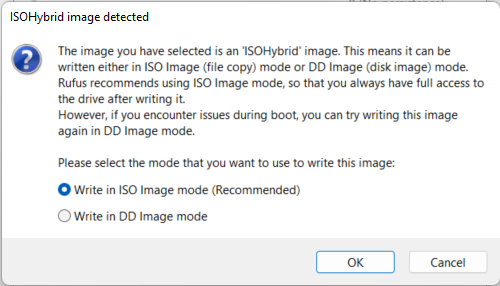 ISOHybrid image detected
The image you have selected is an 'ISOHybrid' image. This means it can be
written either in ISO Image (file copy) mode or DD Image (disk image) mode.
Rufus recommends using ISO Image mode, so that you always have full access to
the drive after writing it.
However, if you encounter issues during boot, you can try writing this image
again in DD Image mode.
Please select the mode that you want to use to write this image:
Write in ISO Image mode (Recommended)
Write in DD Image mode
OK
Cancel